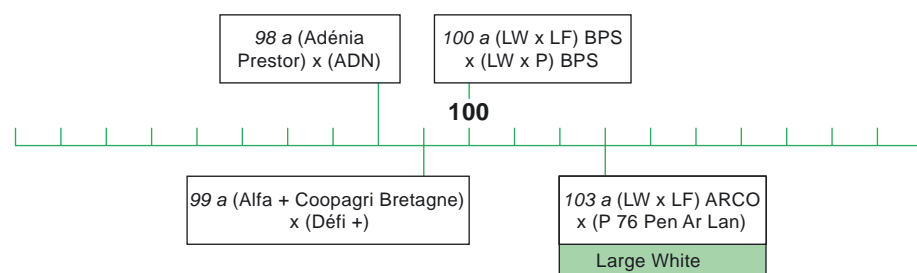 98 a (Adénia
Prestor) x (ADN)
100 a (LW x LF) BPS
x (LW x P) BPS
100
99 a (Alfa + Coopagri Bretagne)
x (Défi +)
103 a (LW x LF) ARCO
x (P 76 Pen Ar Lan)
Large White